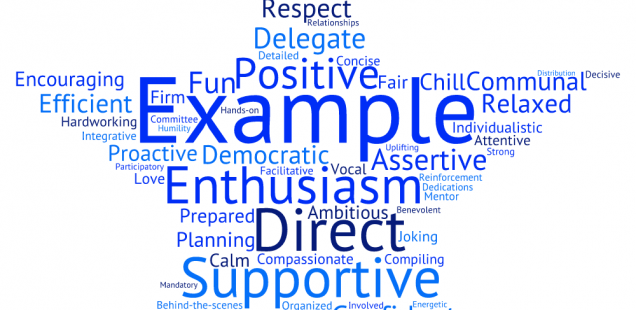 Respect
Relationships
Delegate
Detailed
Concise
Positive
Encouraging
Fun
Fair
Chill
Communal
Distribution
Decisive
Efficient
Firm
Example
Relaxed
Hands-on
Hardworking
Committee
Humility
Individualistic
Integrative
Attentive
Proactive
Democratic
Uplifting
Assertive
Strong
Participatory
Love
Facilitative
Vocal
Reinforcement
Enthusiasm
Dedications
Mentor
Prepared
Ambitious
Benevolent
Planning
Direct
Joking
Calm
Compassionate
Compiling
Supportive
Mandatory
Behind-the-scenes
Organized
Involved
Energetic